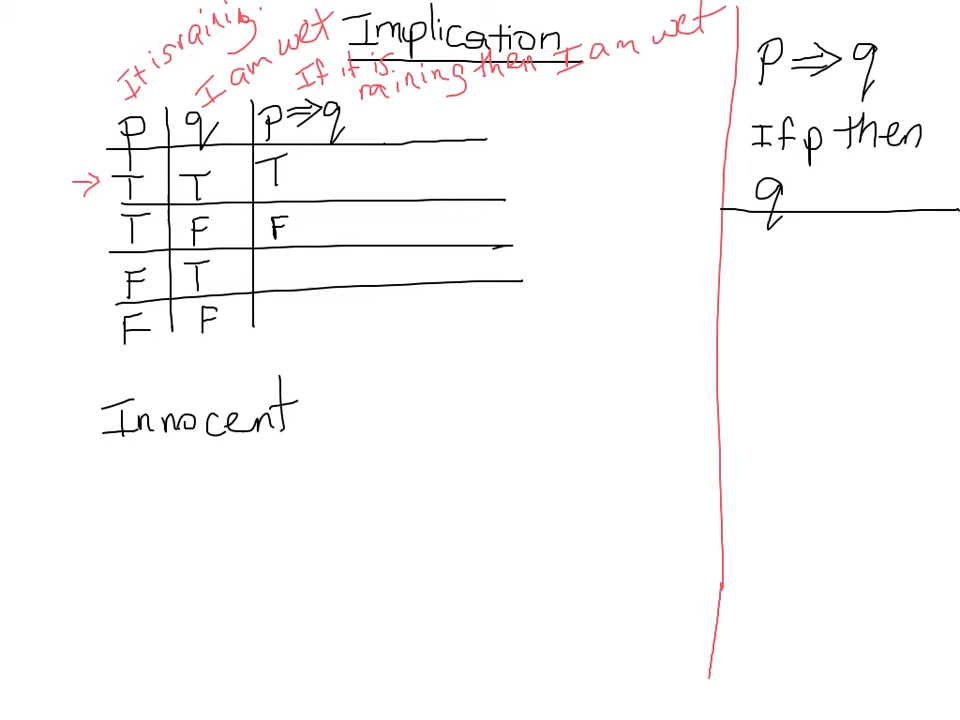 Implication
It is raining.
I am wet
If it is raining then I am wet
p q p ⇒ q
→ T T T
T F F
F T
F F
Innocent
p ⇒ q
If p then
q